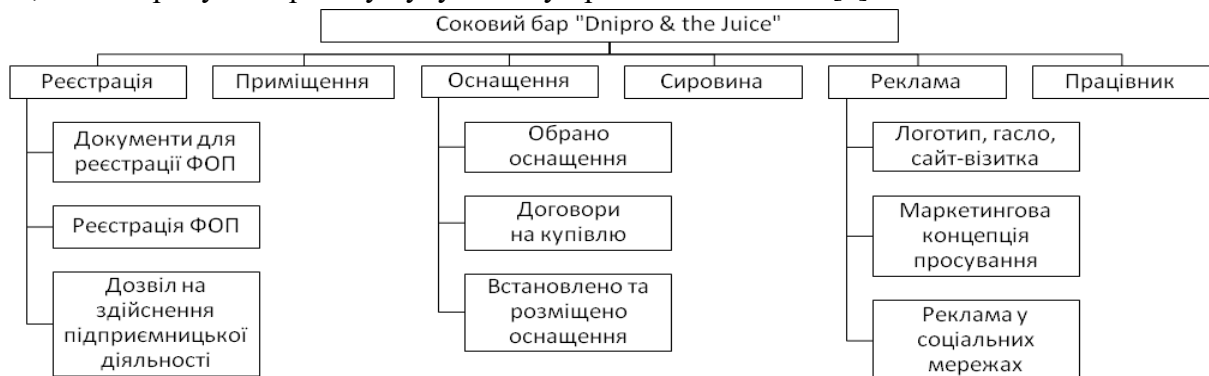 Соковий бар "Dnipro & the Juice"
Реєстрація
Приміщення
Оснащення
Сировина
Реклама
Працівник
Документи для
реєстрації ФОП
Реєстрація ФОП
Дозвіл на
здійснення
підприємницької
діяльності
Обрано
оснащення
Договори
на купівлю
Встановлено та
розміщено
оснащення
Логотип, гасло,
сайт-візитка
Маркетингова
концепція
просування
Реклама у
соціальних
мережах